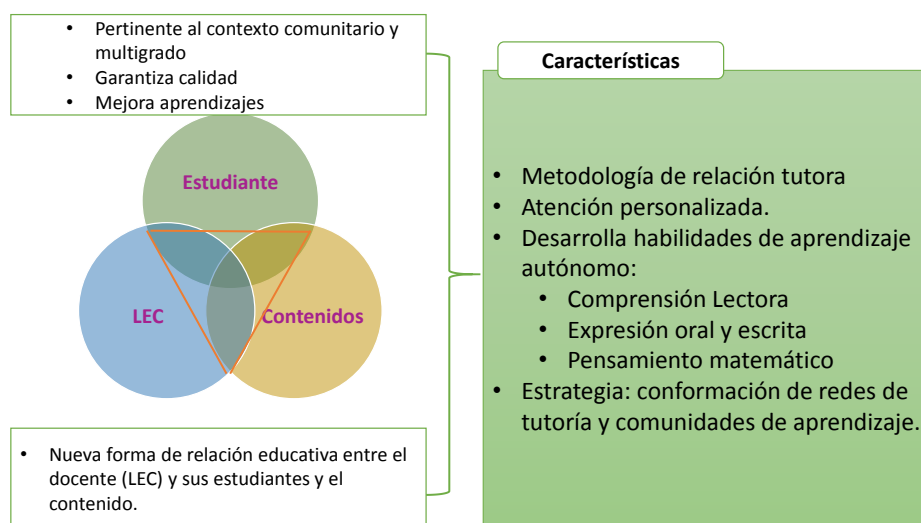 • Pertinente al contexto comunitario y
multigrado
• Garantiza calidad
• Mejora aprendizajes
Estudiante
LEC
Contenidos
• Nueva forma de relación educativa entre el
docente (LEC) y sus estudiantes y el
contenido.
Características
• Metodología de relación tutora
• Atención personalizada.
• Desarrolla habilidades de aprendizaje
autónomo:
• Comprensión Lectora
• Expresión oral y escrita
• Pensamiento matemático
• Estrategia: conformación de redes de
tutoría y comunidades de aprendizaje.